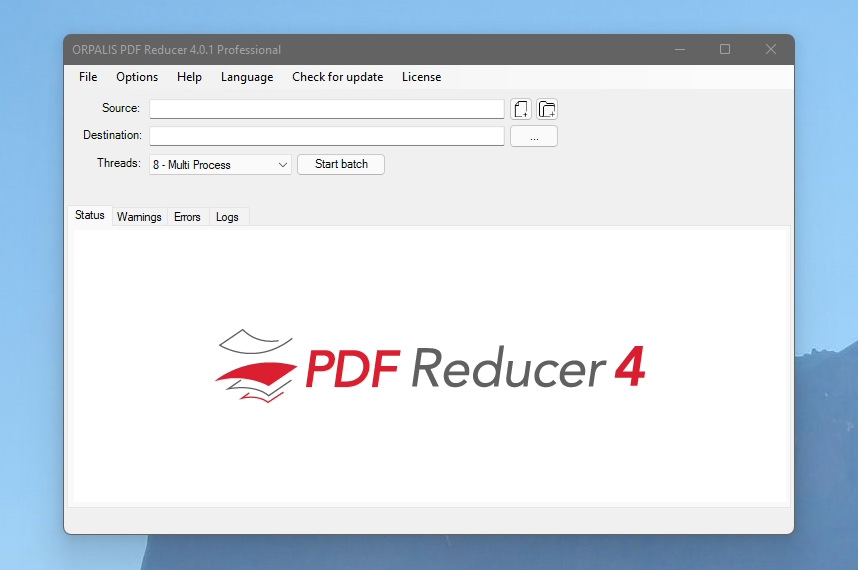 ORPALIS PDF Reducer 4.0.1 Professional
File Options Help Language Check for update License
Source:
Destination: ...
Threads: 8 - Multi Process Start batch
Status Warnings Errors Logs
PDF Reducer 4